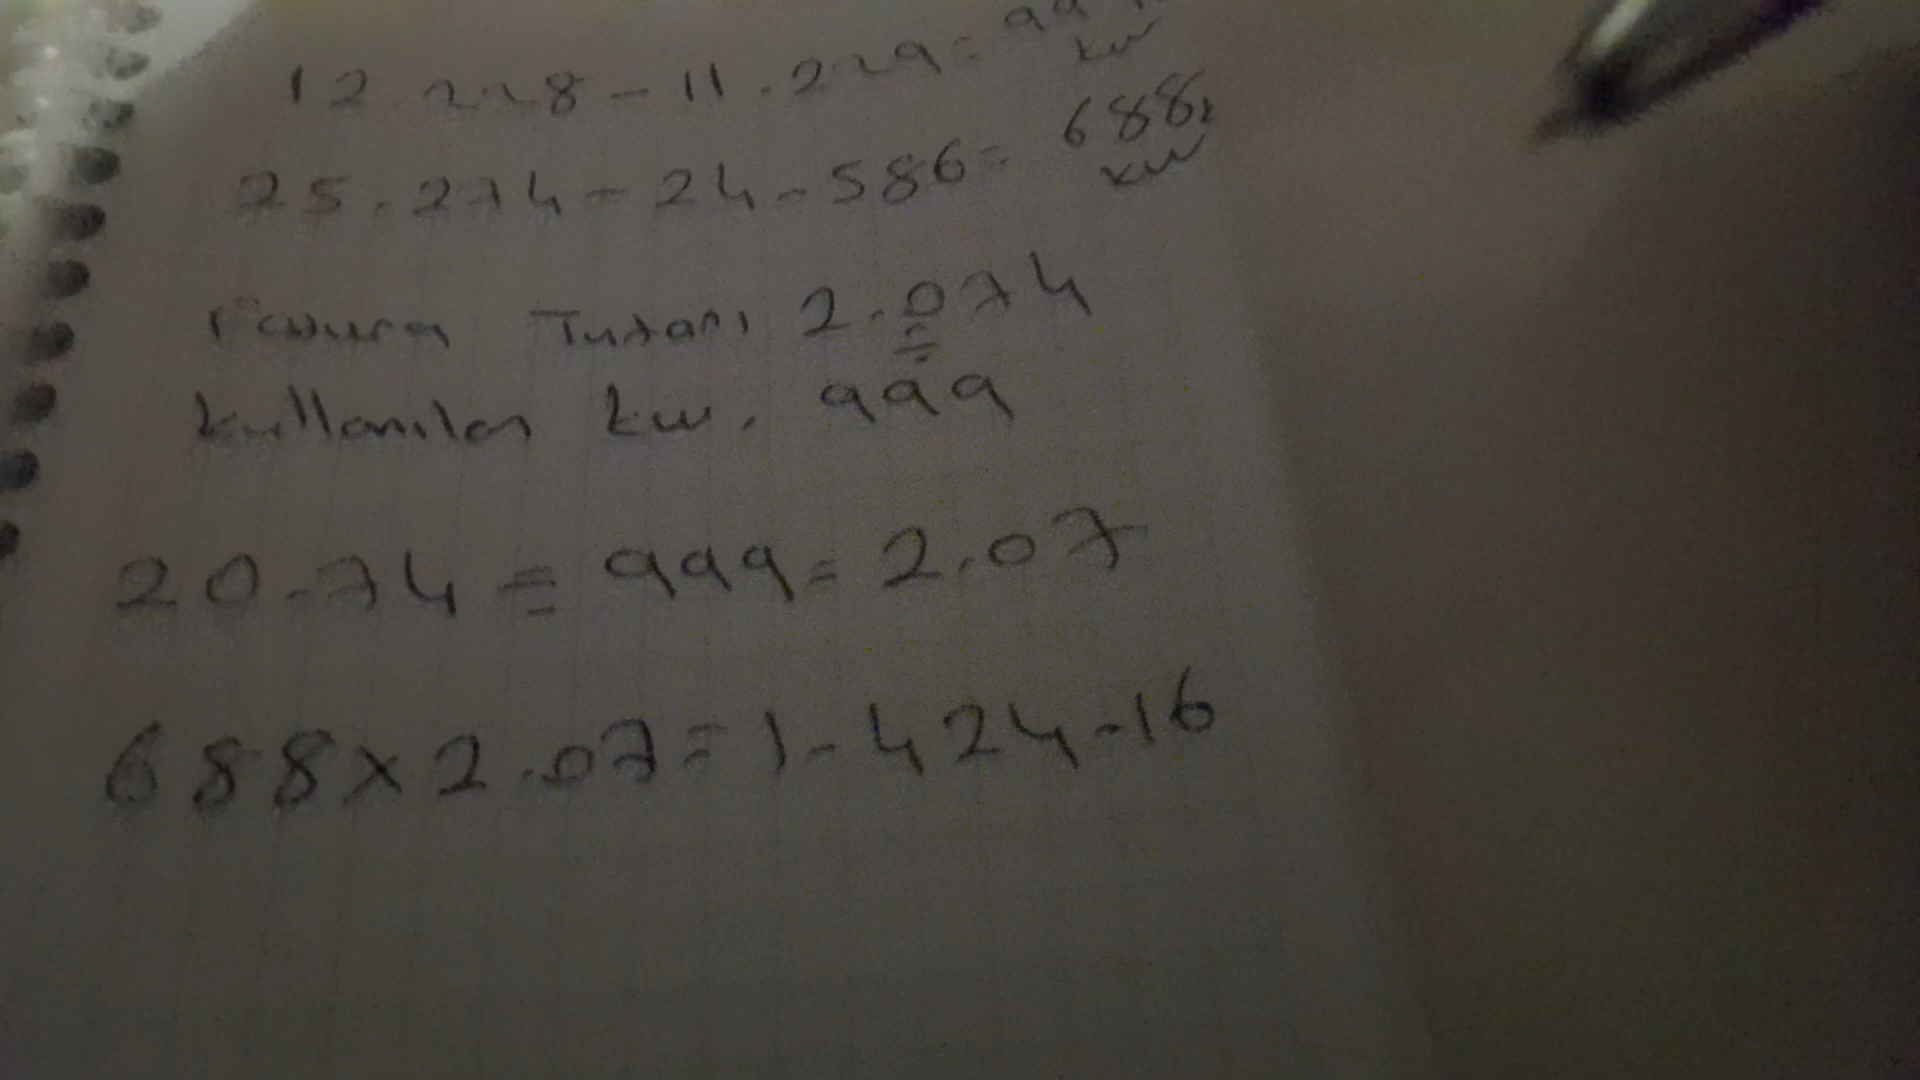 12.228 - 11.229 = 99
kw
25.274 - 24.586 = 688
kw
Fatura Tutarı 2.074
÷
kullanılan kw. 999
20.74 ÷ 999 = 2.07
688 x 2.07 = 1.424.16